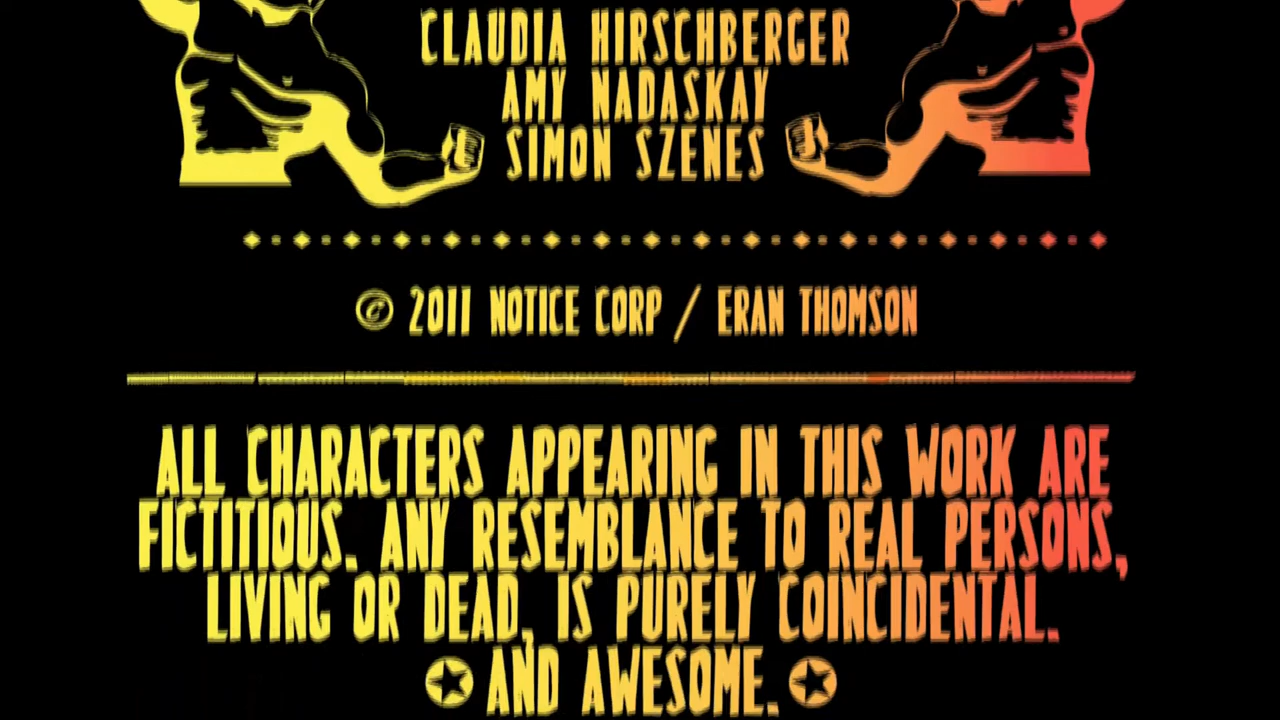 CLAUDIA HIRSCHBERGER
AMY NADASKAY
SIMON SZENES
© 2011 NOTICE CORP / ERAN THOMSON
ALL CHARACTERS APPEARING IN THIS WORK ARE
FICTITIOUS. ANY RESEMBLANCE TO REAL PERSONS,
LIVING OR DEAD, IS PURELY COINCIDENTAL.
AND AWESOME.